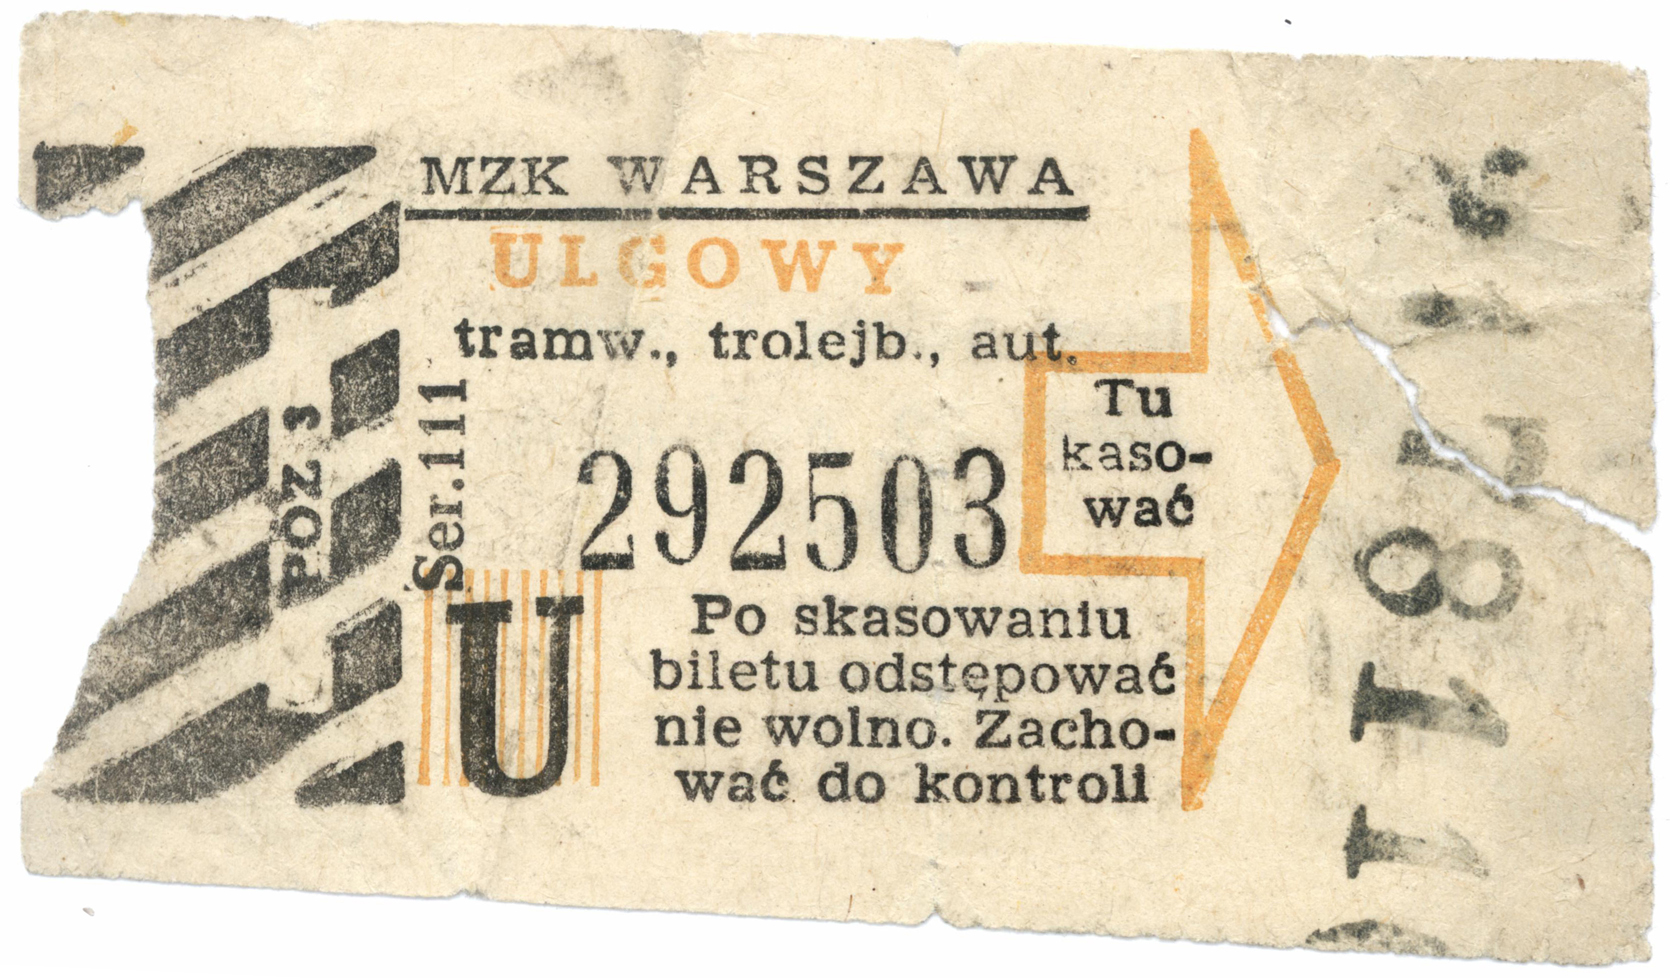 MZK WARSZAWA
ULGOWY
tramw., trolejb., aut.
Tu
kaso-
wać
POZ 3
Ser.111
292503
U
Po skasowaniu
biletu odstępować
nie wolno. Zacho-
wać do kontroli